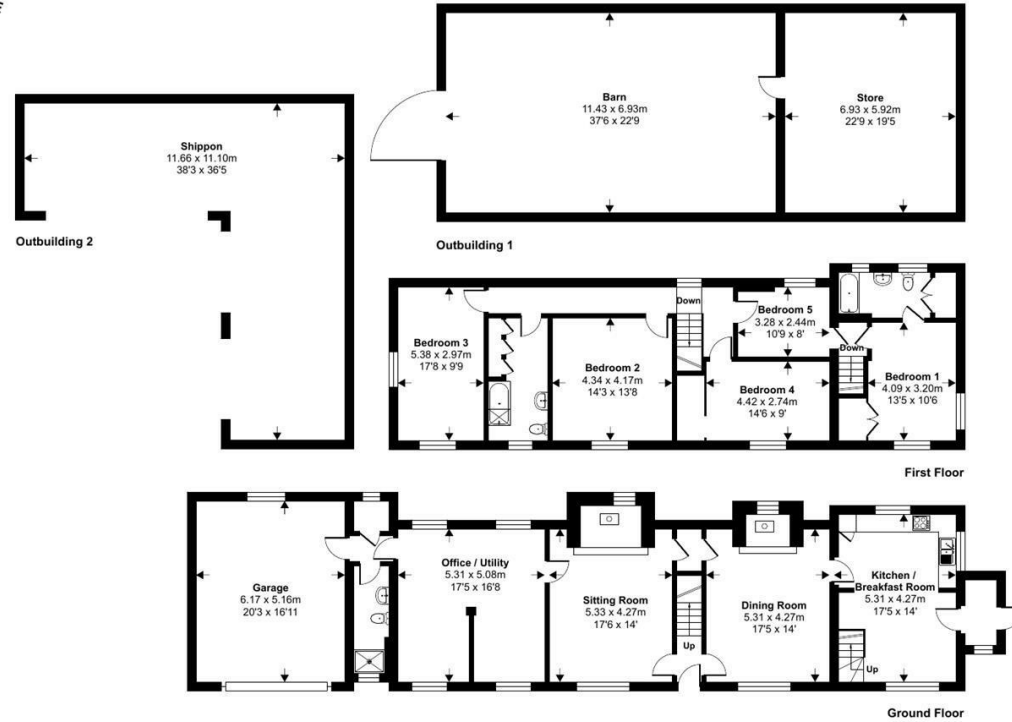 Barn
11.43 x 6.93m
37'6 x 22'9
Store
6.93 x 5.92m
22'9 x 19'5
Shippon
11.66 x 11.10m
38'3 x 36'5
Outbuilding 2
Outbuilding 1
Down
Bedroom 5
3.28 x 2.44m
10'9 x 8'
Bedroom 3
5.38 x 2.97m
17'8 x 9'9
Bedroom 2
4.34 x 4.17m
14'3 x 13'8
Down
Bedroom 4
4.42 x 2.74m
14'6 x 9'
Bedroom 1
4.09 x 3.20m
13'5 x 10'6
First Floor
Garage
6.17 x 5.16m
20'3 x 16'11
Office / Utility
5.31 x 5.08m
17'5 x 16'8
Sitting Room
5.33 x 4.27m
17'6 x 14'
Up
Dining Room
5.31 x 4.27m
17'5 x 14'
Kitchen /
Breakfast Room
5.31 x 4.27m
17'5 x 14'
Up
Ground Floor